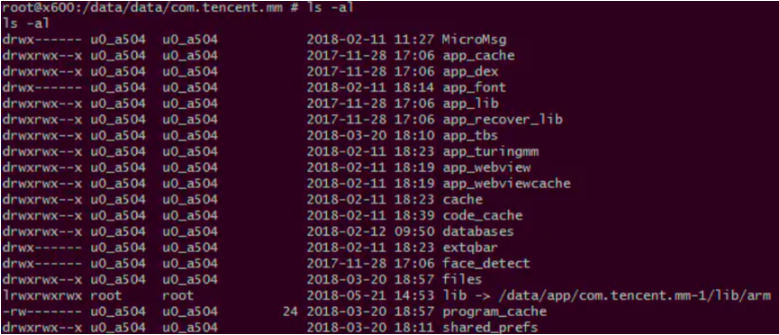 root@x600:/data/data/com.tencent.mm # ls -al
ls -al
drwx------ u0_a504 u0_a504 2018-02-11 11:27 MicroMsg
drwxrwx--x u0_a504 u0_a504 2017-11-28 17:06 app_cache
drwxrwx--x u0_a504 u0_a504 2017-11-28 17:06 app_dex
drwx------ u0_a504 u0_a504 2018-02-11 18:14 app_font
drwxrwx--x u0_a504 u0_a504 2017-11-28 17:06 app_lib
drwxrwx--x u0_a504 u0_a504 2017-11-28 17:06 app_recover_lib
drwxrwx--x u0_a504 u0_a504 2018-03-20 18:10 app_tbs
drwxrwx--x u0_a504 u0_a504 2018-02-11 18:23 app_turingmm
drwxrwx--x u0_a504 u0_a504 2018-02-11 18:19 app_webview
drwxrwx--x u0_a504 u0_a504 2018-02-11 18:19 app_webviewcache
drwxrwx--x u0_a504 u0_a504 2018-02-11 18:23 cache
drwxrwx--x u0_a504 u0_a504 2018-02-11 18:39 code_cache
drwxrwx--x u0_a504 u0_a504 2018-02-12 09:50 databases
drwx------ u0_a504 u0_a504 2018-02-11 18:23 extqbar
drwx------ u0_a504 u0_a504 2017-11-28 17:06 face_detect
drwxrwx--x u0_a504 u0_a504 2018-03-20 18:57 files
lrwxrwxrwx root root 2018-05-21 14:53 lib -> /data/app/com.tencent.mm-1/lib/arm
-rw------- u0_a504 u0_a504 24 2018-03-20 18:57 program_cache
drwxrwx--x u0_a504 u0_a504 2018-03-20 18:11 shared_prefs